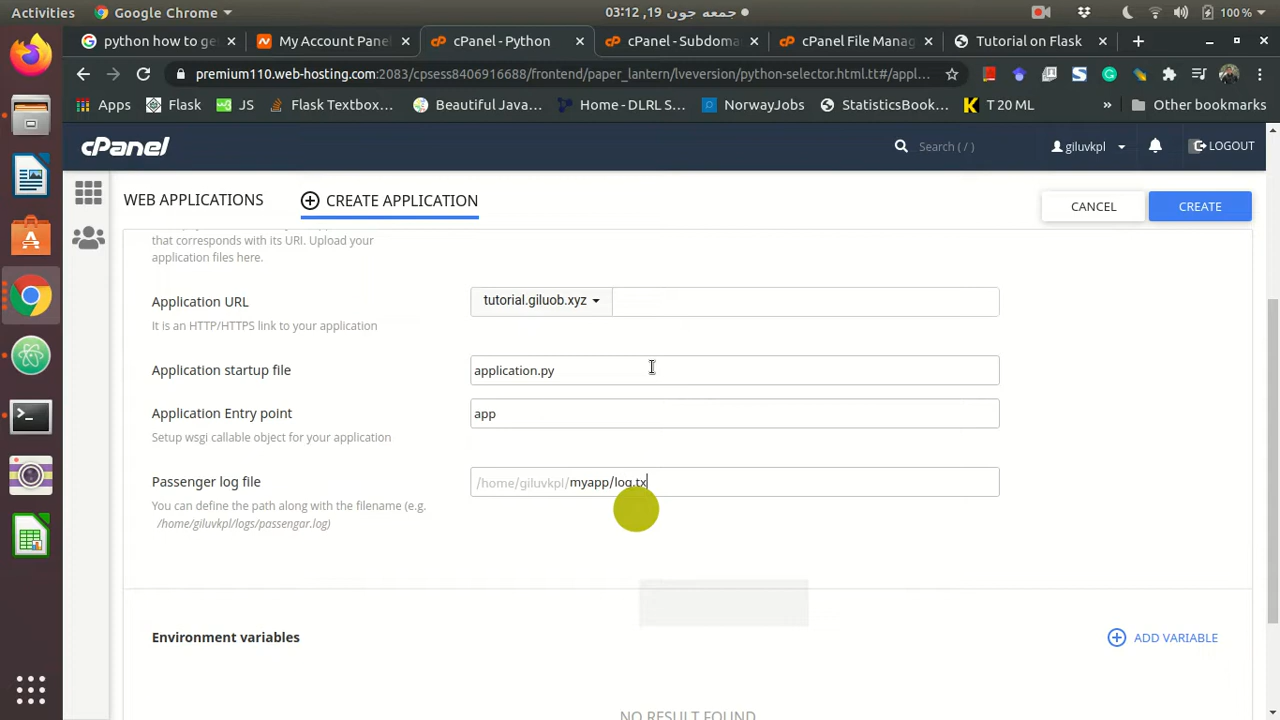 Activities Google Chrome جمعه جون 19, 03:12 100 %
python how to ge My Account Pane cPanel - Python cPanel - Subdoma cPanel File Manag Tutorial on Flask
premium110.web-hosting.com:2083/cpsess8406916688/frontend/paper_lantern/lveversion/python-selector.html.tt#/appl...
Apps Flask JS Flask Textbox... Beautiful Java... Home - DLRL S... NorwayJobs StatisticsBook... T 20 ML » Other bookmarks
cPanel Search ( / ) giluvkpl LOGOUT
WEB APPLICATIONS CREATE APPLICATION CANCEL CREATE
that corresponds with its URI. Upload your
application files here.
Application URL tutorial.giluob.xyz
It is an HTTP/HTTPS link to your application
Application startup file application.py
Application Entry point app
Setup wsgi callable object for your application
Passenger log file /home/giluvkpl/myapp/log.tx
You can define the path along with the filename (e.g.
/home/giluvkpl/logs/passengar.log)
Environment variables ADD VARIABLE
NO RESULT FOUND